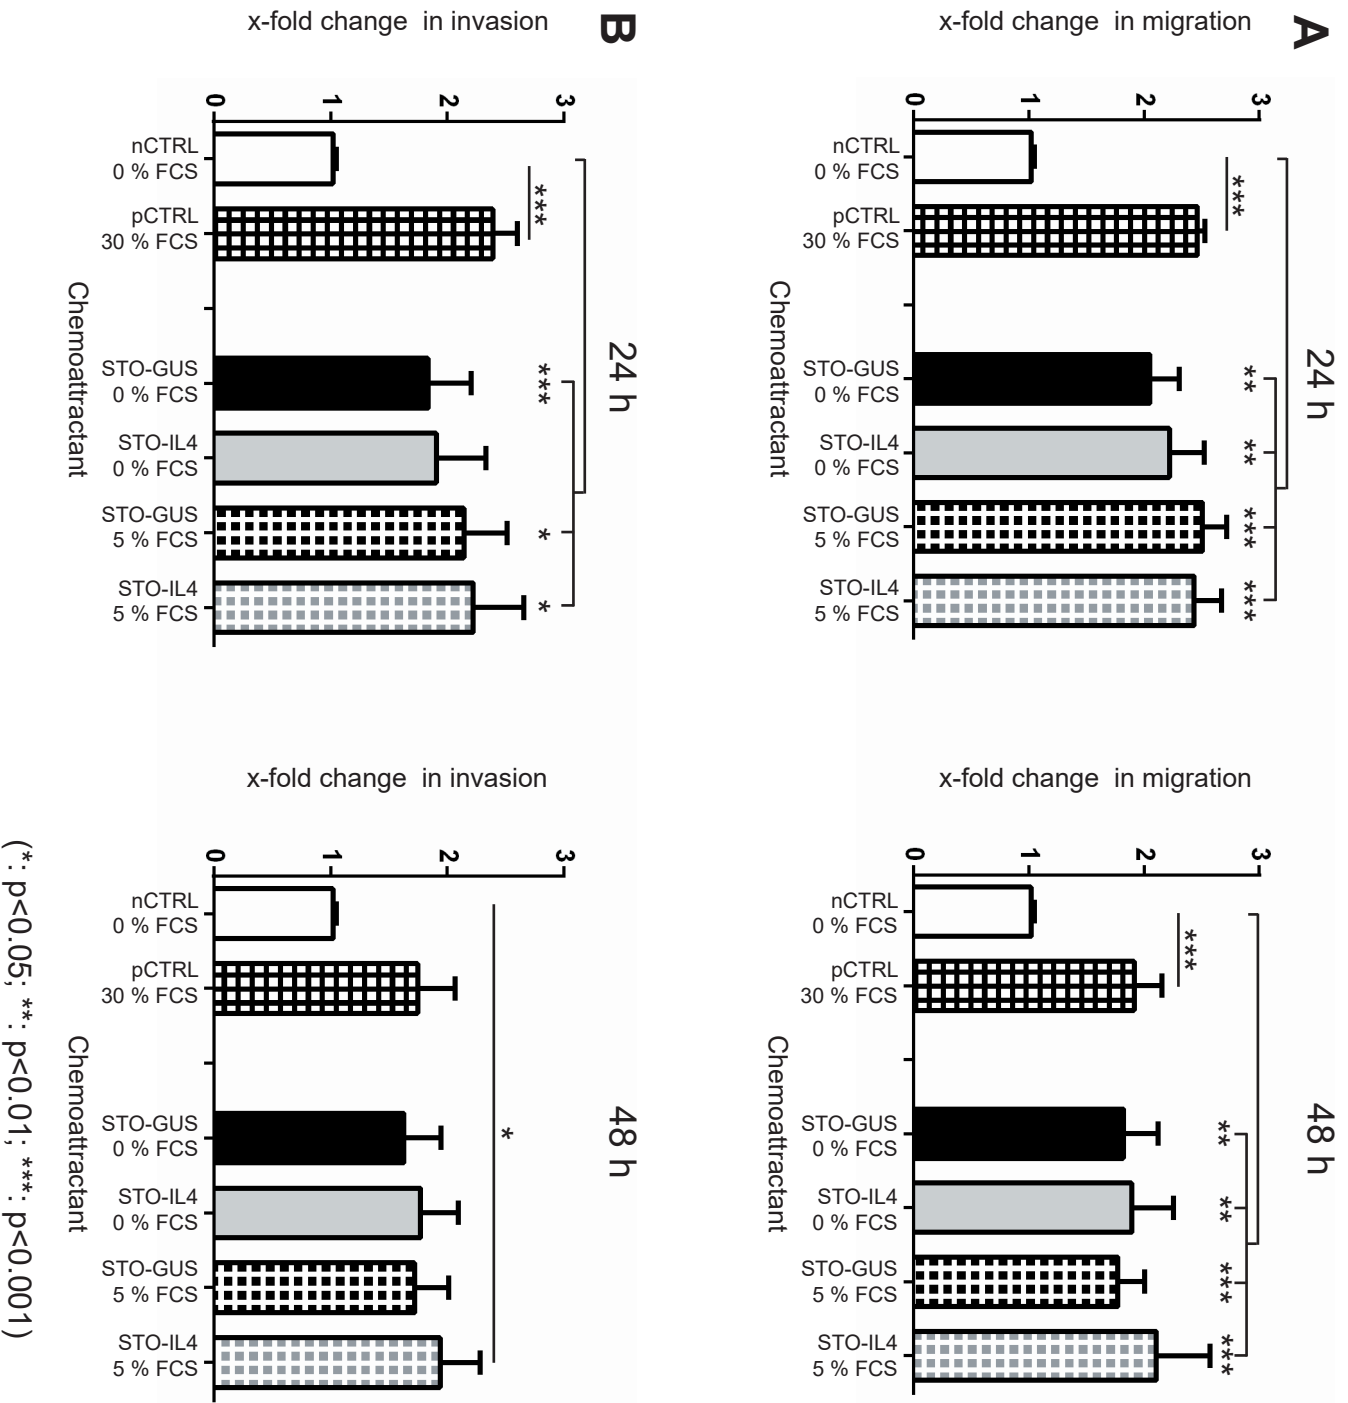 A
24 h
x-fold change in migration
3
2
1
0
***
**
**
***
***
nCTRL
0 % FCS
pCTRL
30 % FCS
STO-GUS
0 % FCS
STO-IL4
0 % FCS
STO-GUS
5 % FCS
STO-IL4
5 % FCS
Chemoattractant
48 h
x-fold change in migration
3
2
1
0
***
**
**
***
***
nCTRL
0 % FCS
pCTRL
30 % FCS
STO-GUS
0 % FCS
STO-IL4
0 % FCS
STO-GUS
5 % FCS
STO-IL4
5 % FCS
Chemoattractant
B
24 h
x-fold change in invasion
3
2
1
0
***
***
*
*
nCTRL
0 % FCS
pCTRL
30 % FCS
STO-GUS
0 % FCS
STO-IL4
0 % FCS
STO-GUS
5 % FCS
STO-IL4
5 % FCS
Chemoattractant
48 h
x-fold change in invasion
3
2
1
0
*
nCTRL
0 % FCS
pCTRL
30 % FCS
STO-GUS
0 % FCS
STO-IL4
0 % FCS
STO-GUS
5 % FCS
STO-IL4
5 % FCS
Chemoattractant
(*: p<0.05; **: p<0.01; ***: p<0.001)